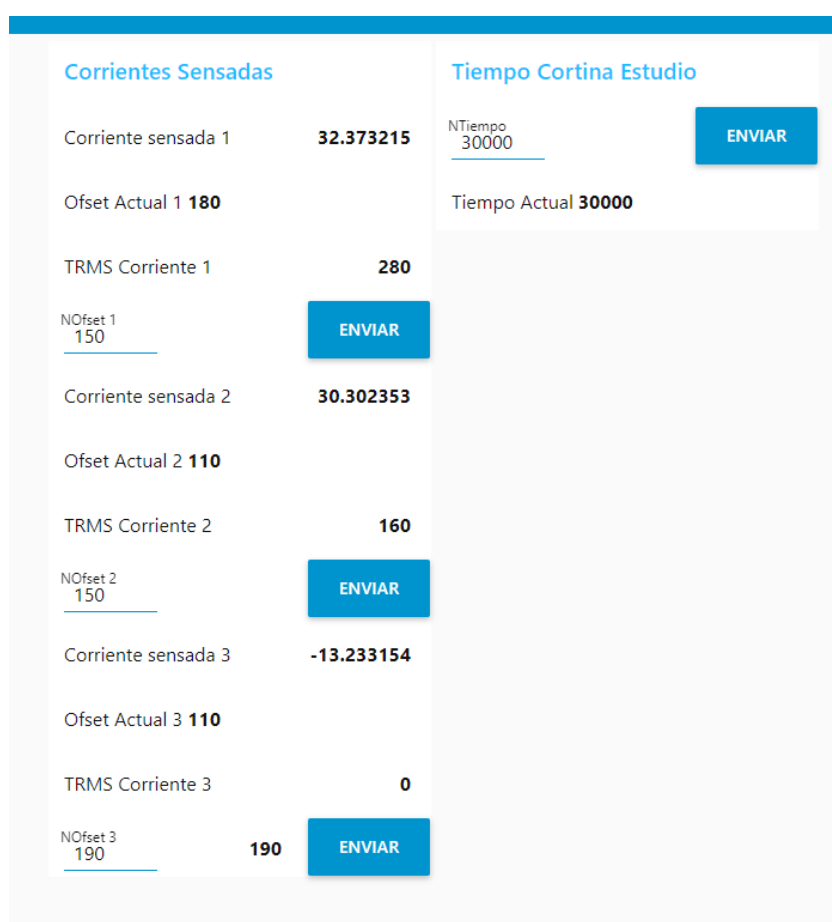 Corrientes Sensadas
Corriente sensada 1 32.373215
Ofset Actual 1 180
TRMS Corriente 1 280
NOfset 1
150 ENVIAR
Corriente sensada 2 30.302353
Ofset Actual 2 110
TRMS Corriente 2 160
NOfset 2
150 ENVIAR
Corriente sensada 3 -13.233154
Ofset Actual 3 110
TRMS Corriente 3 0
NOfset 3
190 190 ENVIAR
Tiempo Cortina Estudio
NTiempo
30000 ENVIAR
Tiempo Actual 30000